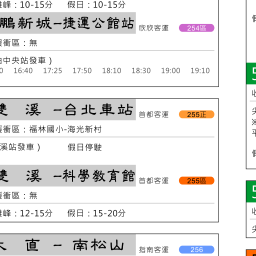 峰：10-15分 假日：10-15分
鵬新城-捷運公館站 欣欣客運 254區
緩衝區：無
中央站發車）
16:40 17:25 17:50 18:10 18:30 19:00 19:10
雙 溪 -台北車站 首都客運 255正
緩衝區：福林國小-海光新村
溪站發車） 假日停駛
雙 溪 -科學教育館 首都客運 255區
緩衝區：無
峰：12-15分 假日：15-20分
大 直 - 南松山 指南客運 256